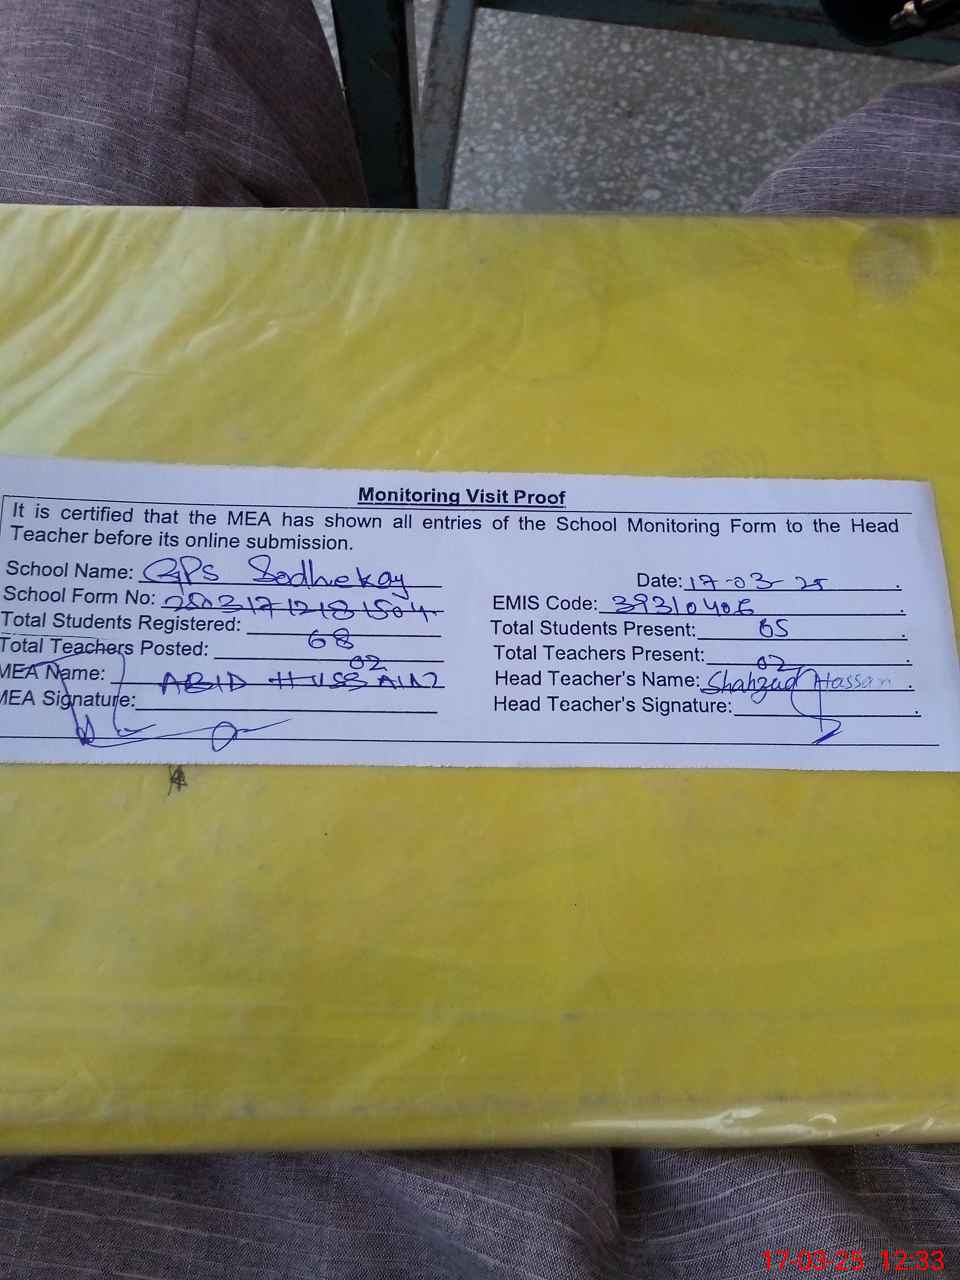 Monitoring Visit Proof
It is certified that the MEA has shown all entries of the School Monitoring Form to the Head
Teacher before its online submission.
School Name: GPS Sadhekay
Date: 17-03-25
School Form No:
EMIS Code: 39310406
Total Students Registered: 68
Total Students Present: 65
Total Teachers Posted: 02
Total Teachers Present: 02
MEA Name: ABID HUSSAIN
Head Teacher's Name: Shahzad Hassan
MEA Signature:
Head Teacher's Signature:
17-03-25 12:33